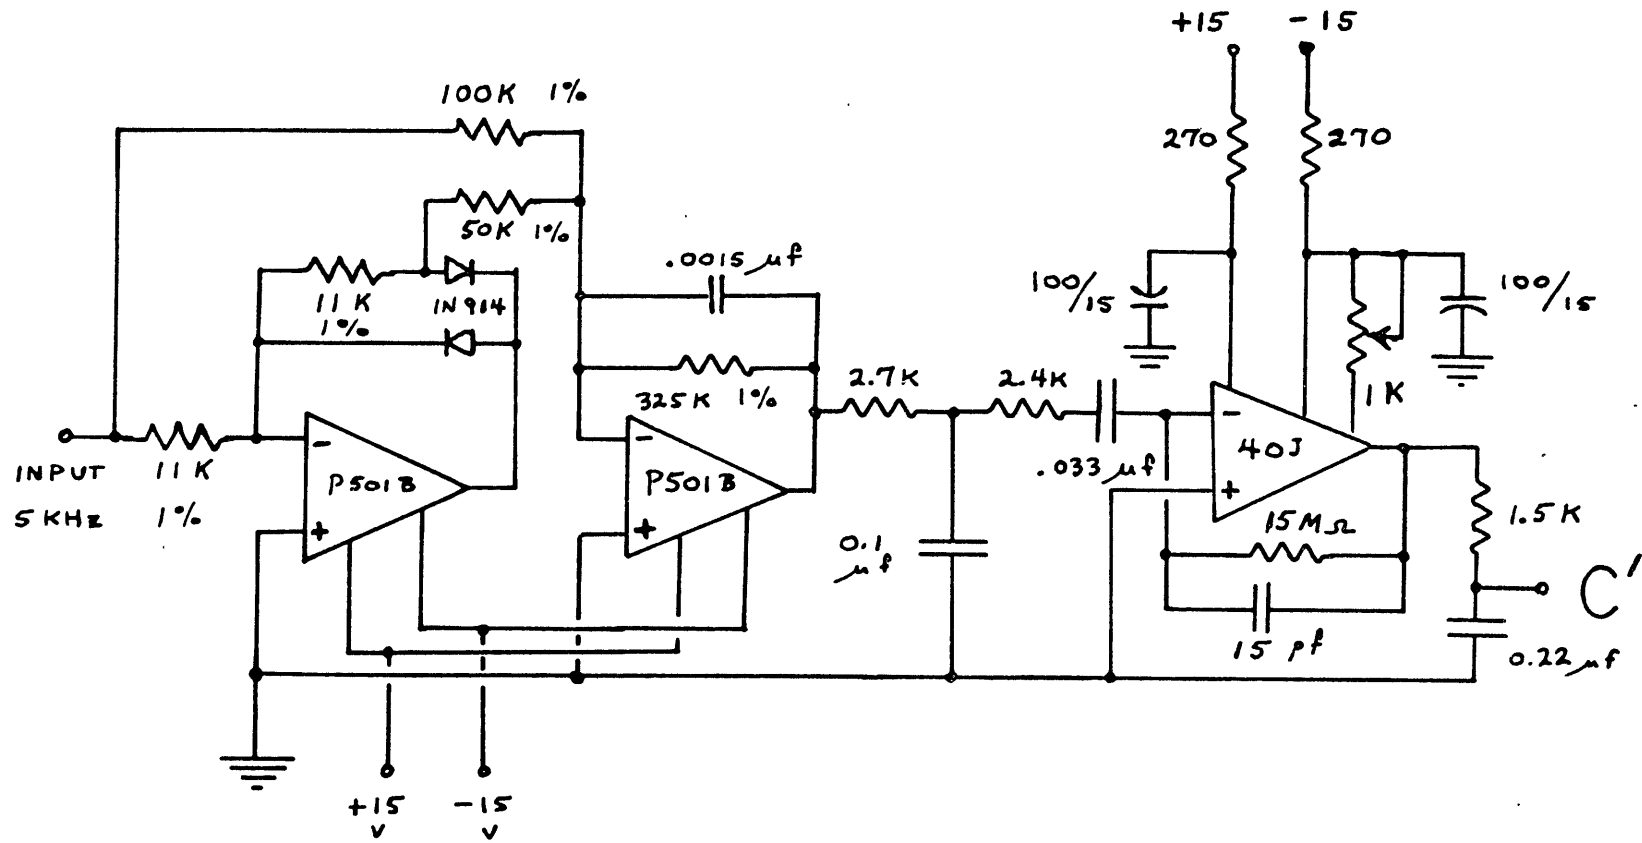 +15 -15
100K 1%
270 270
50K 1%
.0015 µf
11K
1%
1N914
100/15
100/15
2.7K
2.4K
1K
325K 1%
.033 µf
INPUT
5 KHz
11K
1%
-
P501B
+
-
P501B
+
-
40J
+
15MΩ
1.5K
0.1
µf
C'
15 pf
0.22 µf
+15
V
-15
V